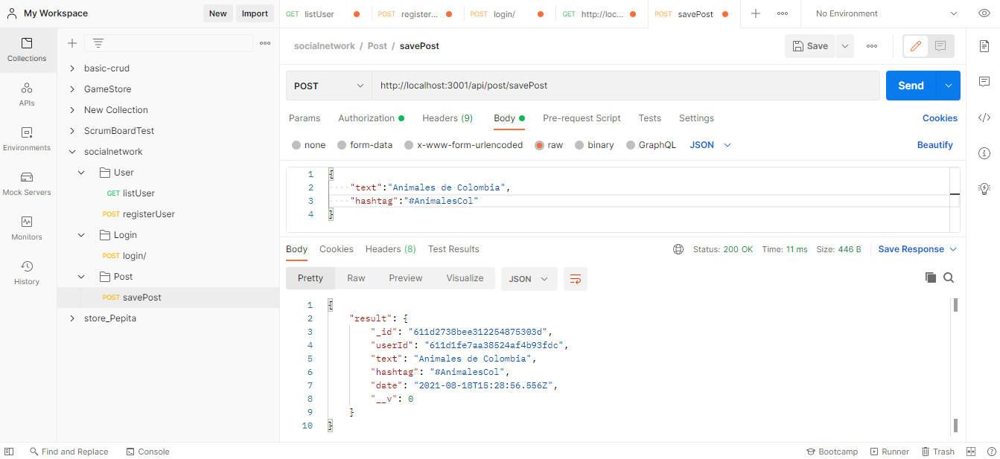 My Workspace New Import GET listUser POST register... POST login/ GET http://loc... POST savePost No Environment
Collections
APIs
Environments
Mock Servers
Monitors
History
basic-crud
GameStore
New Collection
ScrumBoardTest
socialnetwork
User
GET listUser
POST registerUser
Login
POST login/
Post
POST savePost
store_Pepita
socialnetwork / Post / savePost Save
POST http://localhost:3001/api/post/savePost Send
Params Authorization Headers (9) Body Pre-request Script Tests Settings Cookies
none form-data x-www-form-urlencoded raw binary GraphQL JSON Beautify
1 {
2 "text":"Animales de Colombia",
3 "hashtag":"#AnimalesCol"
4 }
Body Cookies Headers (8) Test Results Status: 200 OK Time: 11 ms Size: 446 B Save Response
Pretty Raw Preview Visualize JSON
1 {
2 "result": {
3 "_id": "611d2738bee312254875303d",
4 "userId": "611d1fe7aa38524af4b93fdc",
5 "text": "Animales de Colombia",
6 "hashtag": "#AnimalesCol",
7 "date": "2021-08-18T15:28:56.556Z",
8 "__v": 0
9 }
10 }
Find and Replace Console Bootcamp Runner Trash